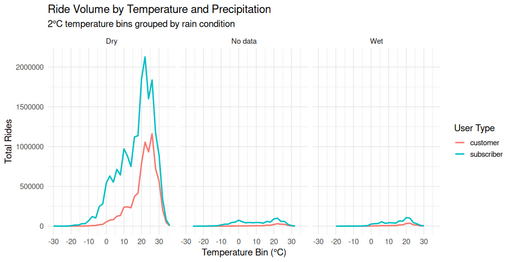 Ride Volume by Temperature and Precipitation
2°C temperature bins grouped by rain condition
Dry
No data
Wet
Total Rides
2000000
1500000
1000000
500000
0
-30 -20 -10 0 10 20 30
-30 -20 -10 0 10 20 30
-30 -20 -10 0 10 20 30
Temperature Bin (°C)
User Type
customer
subscriber